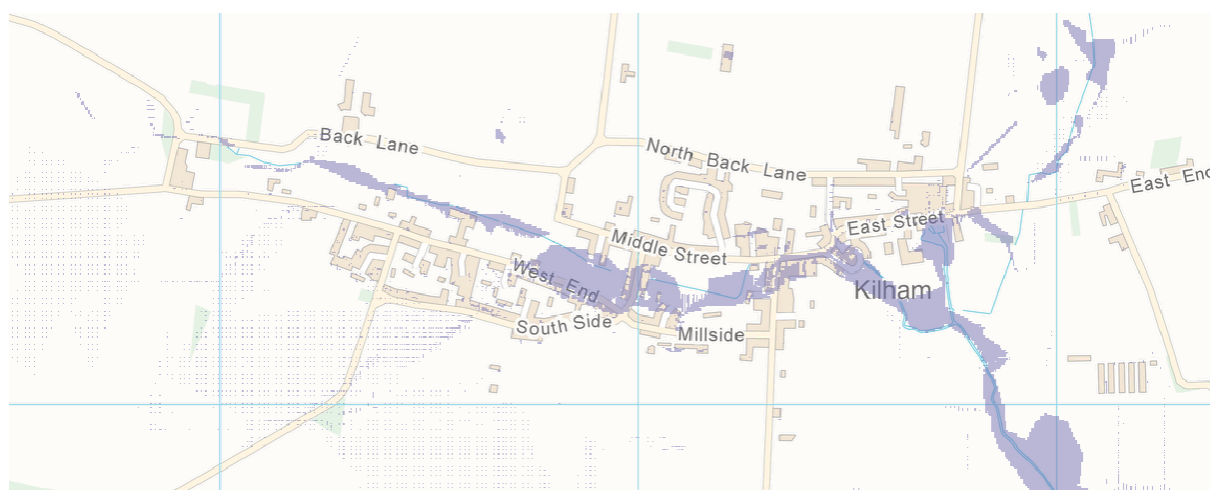 Back Lane
North Back Lane
East End
East Street
Middle Street
West End
Kilham
South Side
Millside